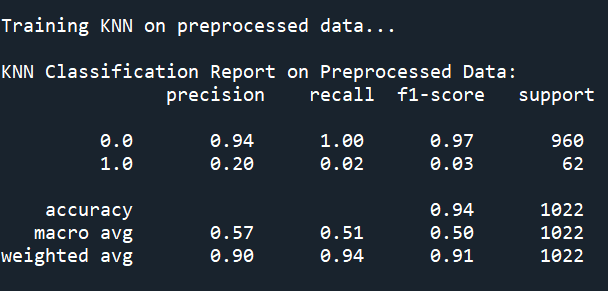 Training KNN on preprocessed data...
KNN Classification Report on Preprocessed Data:
precision recall f1-score support
0.0 0.94 1.00 0.97 960
1.0 0.20 0.02 0.03 62
accuracy 0.94 1022
macro avg 0.57 0.51 0.50 1022
weighted avg 0.90 0.94 0.91 1022